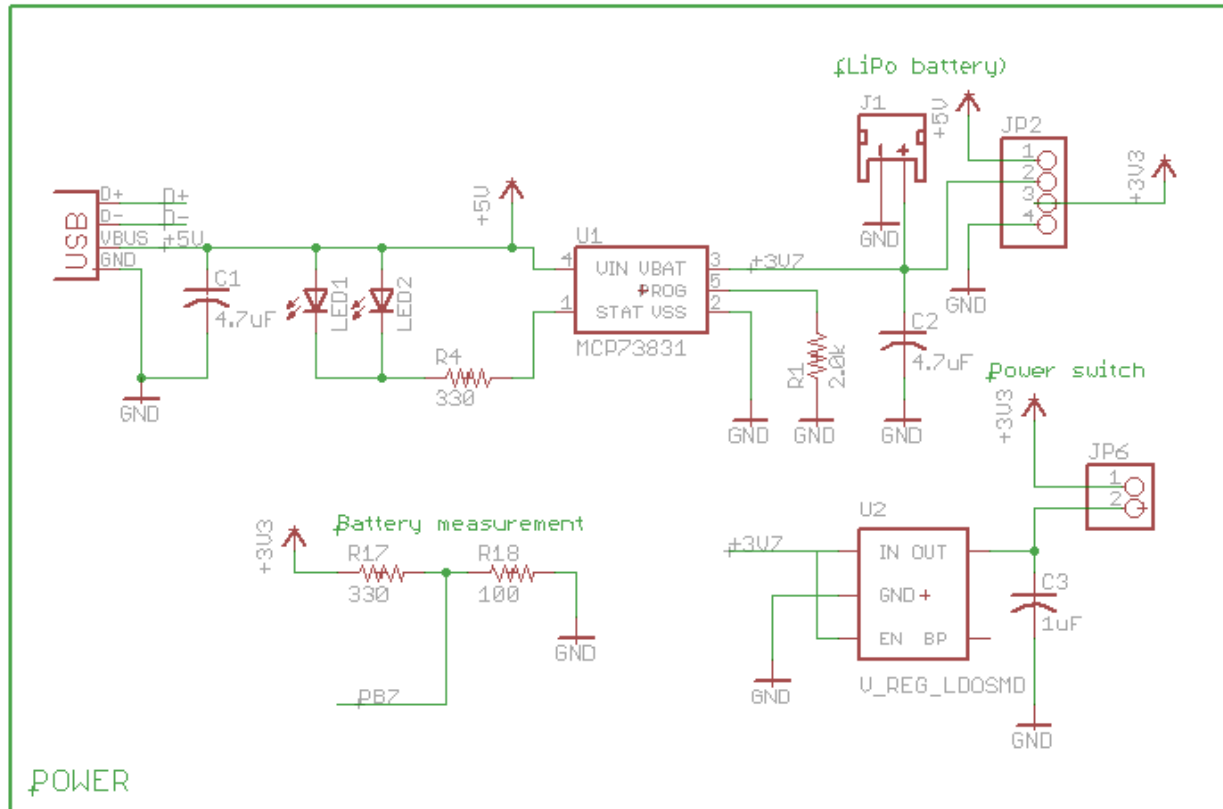 (LiPo battery)
J1
+5V
JP2
1
2
3
4
+3V3
GND
GND
USB
D+
D-
VBUS
GND
D+
D-
+5V
+5V
C1
4.7uF
GND
LED1
LED2
R4
330
U1
4
1
VIN VBAT
PROG
STAT VSS
3
5
2
MCP73831
+3V7
R1
2.0k
C2
4.7uF
GND
GND
GND
Power switch
+3V3
JP6
1
2
Battery measurement
+3V3
R17
330
R18
100
GND
PB7
U2
+3V7
IN OUT
GND
EN BP
V_REG_LDOSMD
GND
C3
1uF
GND
POWER